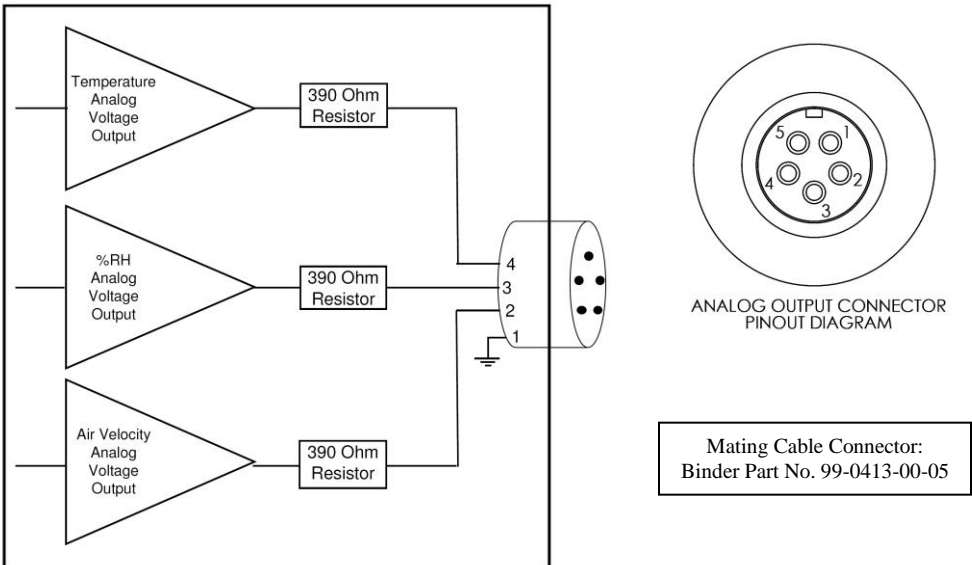 Temperature
Analog
Voltage
Output
390 Ohm
Resistor
%RH
Analog
Voltage
Output
390 Ohm
Resistor
Air Velocity
Analog
Voltage
Output
390 Ohm
Resistor
4
3
2
1
5
1
4
2
3
ANALOG OUTPUT CONNECTOR
PINOUT DIAGRAM
Mating Cable Connector:
Binder Part No. 99-0413-00-05